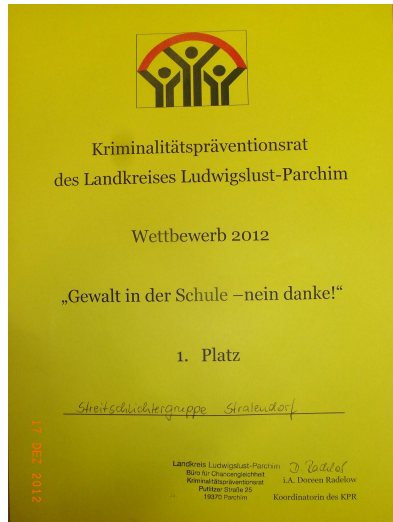 Kriminalitätspräventionsrat
des Landkreises Ludwigslust-Parchim
Wettbewerb 2012
„Gewalt in der Schule –nein danke!“
1. Platz
Streitschlichtergruppe Stralendorf
Landkreis Ludwigslust-Parchim
Büro für Chancengleichheit
Kriminalitätspräventionsrat
Putlitzer Straße 25
19370 Parchim
D. Radelow
i.A. Doreen Radelow
Koordinatorin des KPR
17 DEZ 2012